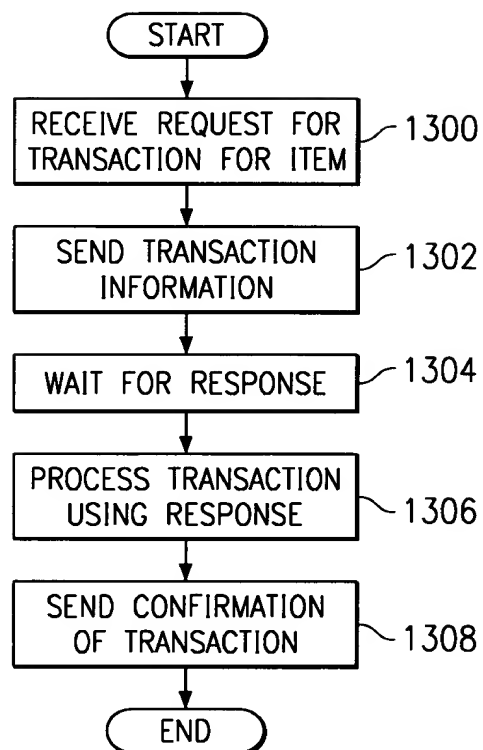 START
RECEIVE REQUEST FOR
TRANSACTION FOR ITEM
1300
SEND TRANSACTION
INFORMATION
1302
WAIT FOR RESPONSE
1304
PROCESS TRANSACTION
USING RESPONSE
1306
SEND CONFIRMATION
OF TRANSACTION
1308
END